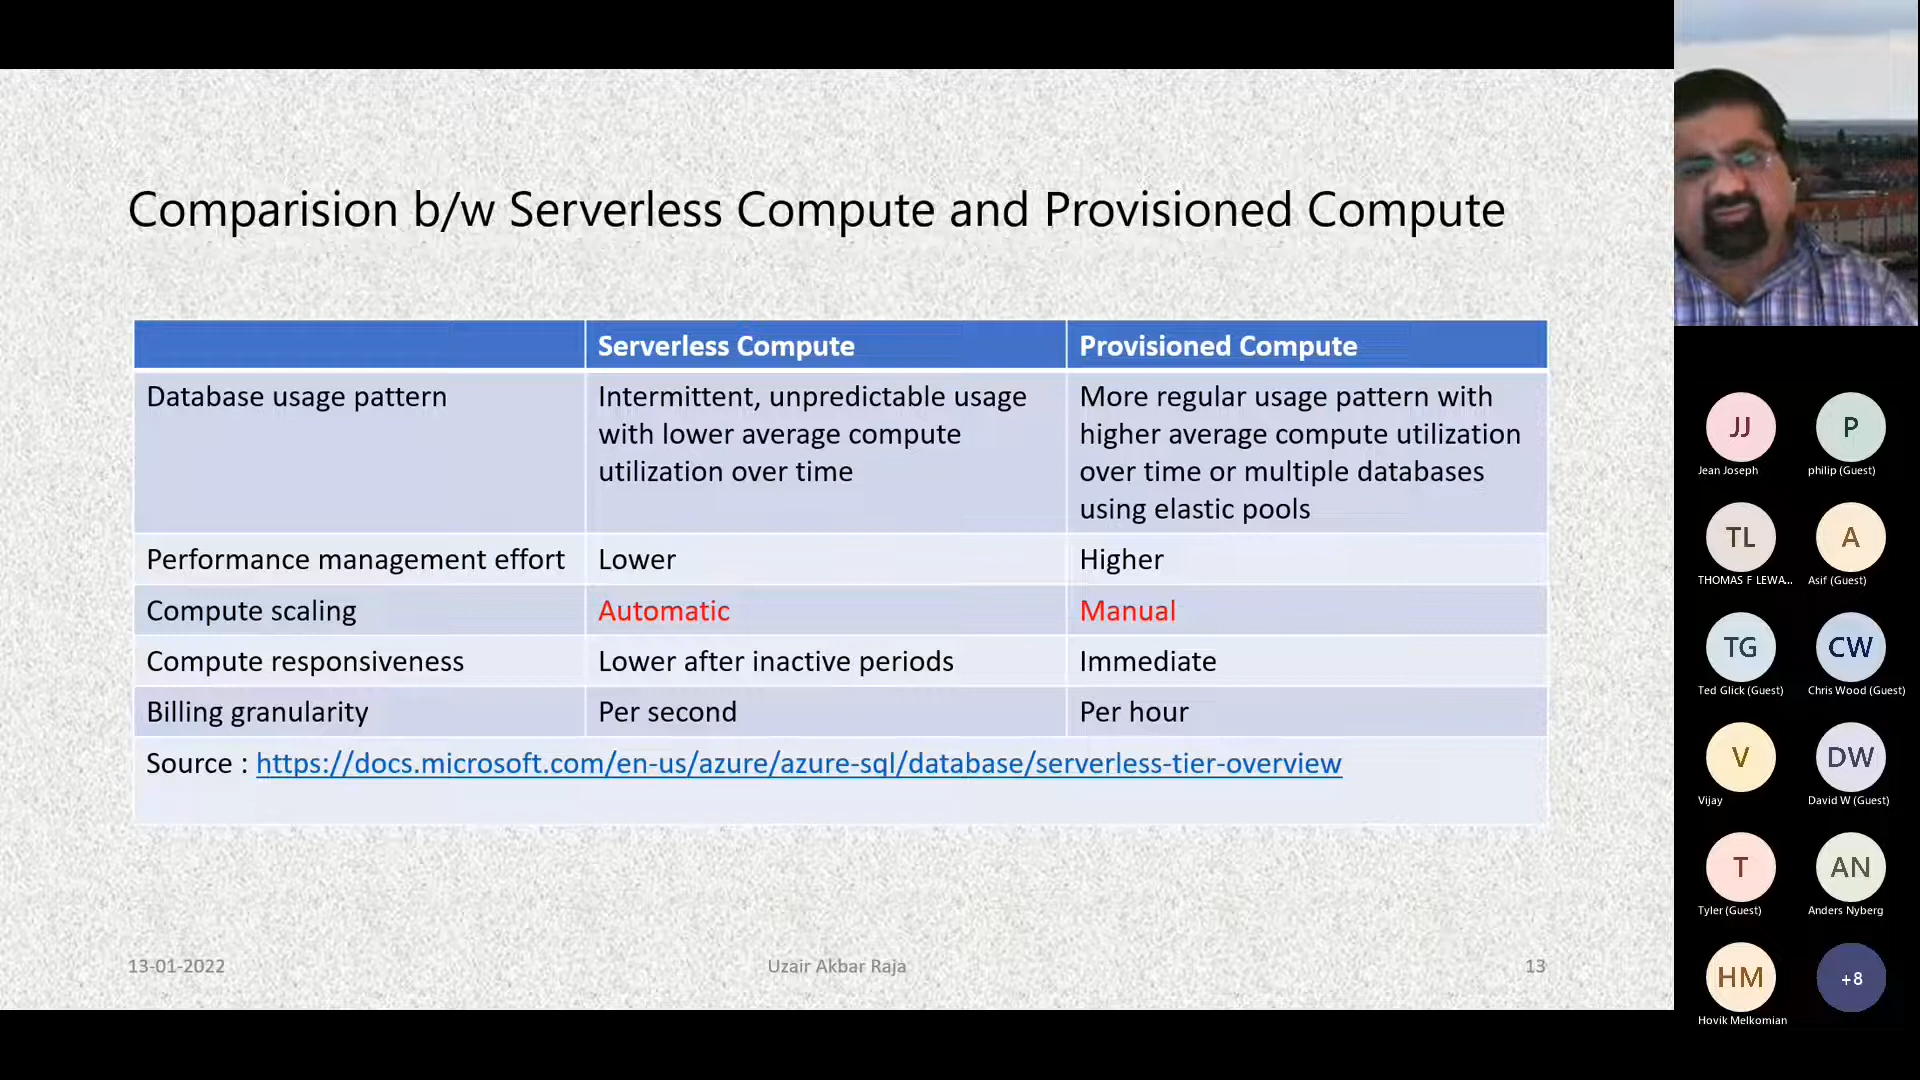 Comparision b/w Serverless Compute and Provisioned Compute
Serverless Compute
Provisioned Compute
Database usage pattern
Intermittent, unpredictable usage
with lower average compute
utilization over time
More regular usage pattern with
higher average compute utilization
over time or multiple databases
using elastic pools
Performance management effort
Lower
Higher
Compute scaling
Automatic
Manual
Compute responsiveness
Lower after inactive periods
Immediate
Billing granularity
Per second
Per hour
Source : https://docs.microsoft.com/en-us/azure/azure-sql/database/serverless-tier-overview
13-01-2022
Uzair Akbar Raja
13
JJ
Jean Joseph
P
philip (Guest)
TL
THOMAS F LEWA...
A
Asif (Guest)
TG
Ted Glick (Guest)
CW
Chris Wood (Guest)
V
Vijay
DW
David W (Guest)
T
Tyler (Guest)
AN
Anders Nyberg
HM
Hovik Melkomian
+8